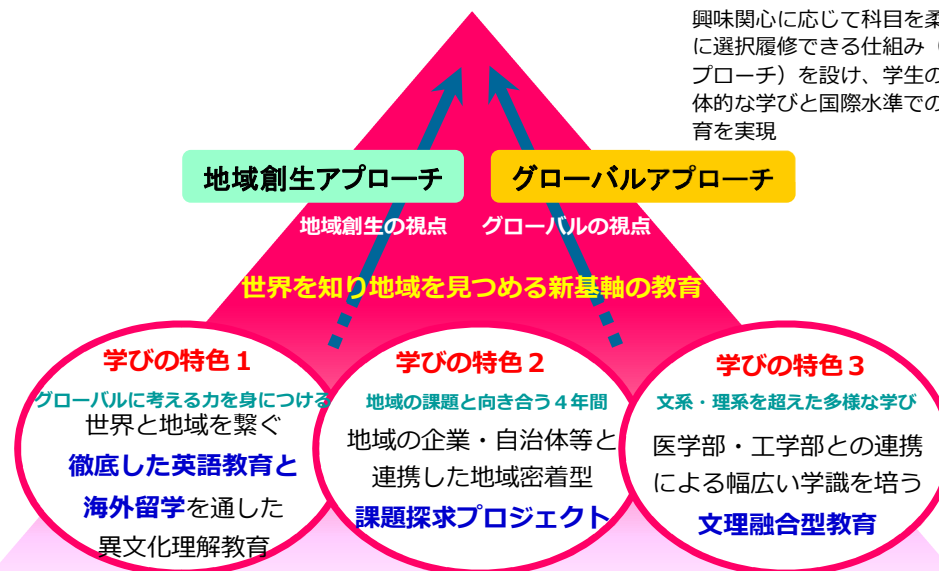 興味関心に応じて科目を柔
に選択履修できる仕組み（
プローチ）を設け、学生の
体的な学びと国際水準での
育を実現
地域創生アプローチ
グローバルアプローチ
地域創生の視点
グローバルの視点
世界を知り地域を見つめる新基軸の教育
学びの特色１
グローバルに考える力を身につける
世界と地域を繋ぐ
徹底した英語教育と
海外留学を通した
異文化理解教育
学びの特色２
地域の課題と向き合う４年間
地域の企業・自治体等と
連携した地域密着型
課題探求プロジェクト
学びの特色３
文系・理系を超えた多様な学び
医学部・工学部との連携
による幅広い学識を培う
文理融合型教育